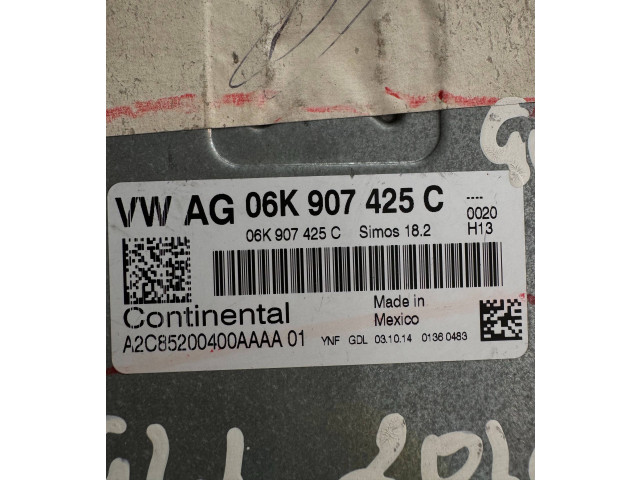 VW AG 06K 907 425 C
----
0020
H13
06K 907 425 C Simos 18.2
Continental
Made in
Mexico
A2C85200400AAAA 01 YNF GDL 03.10.14 0136 0483